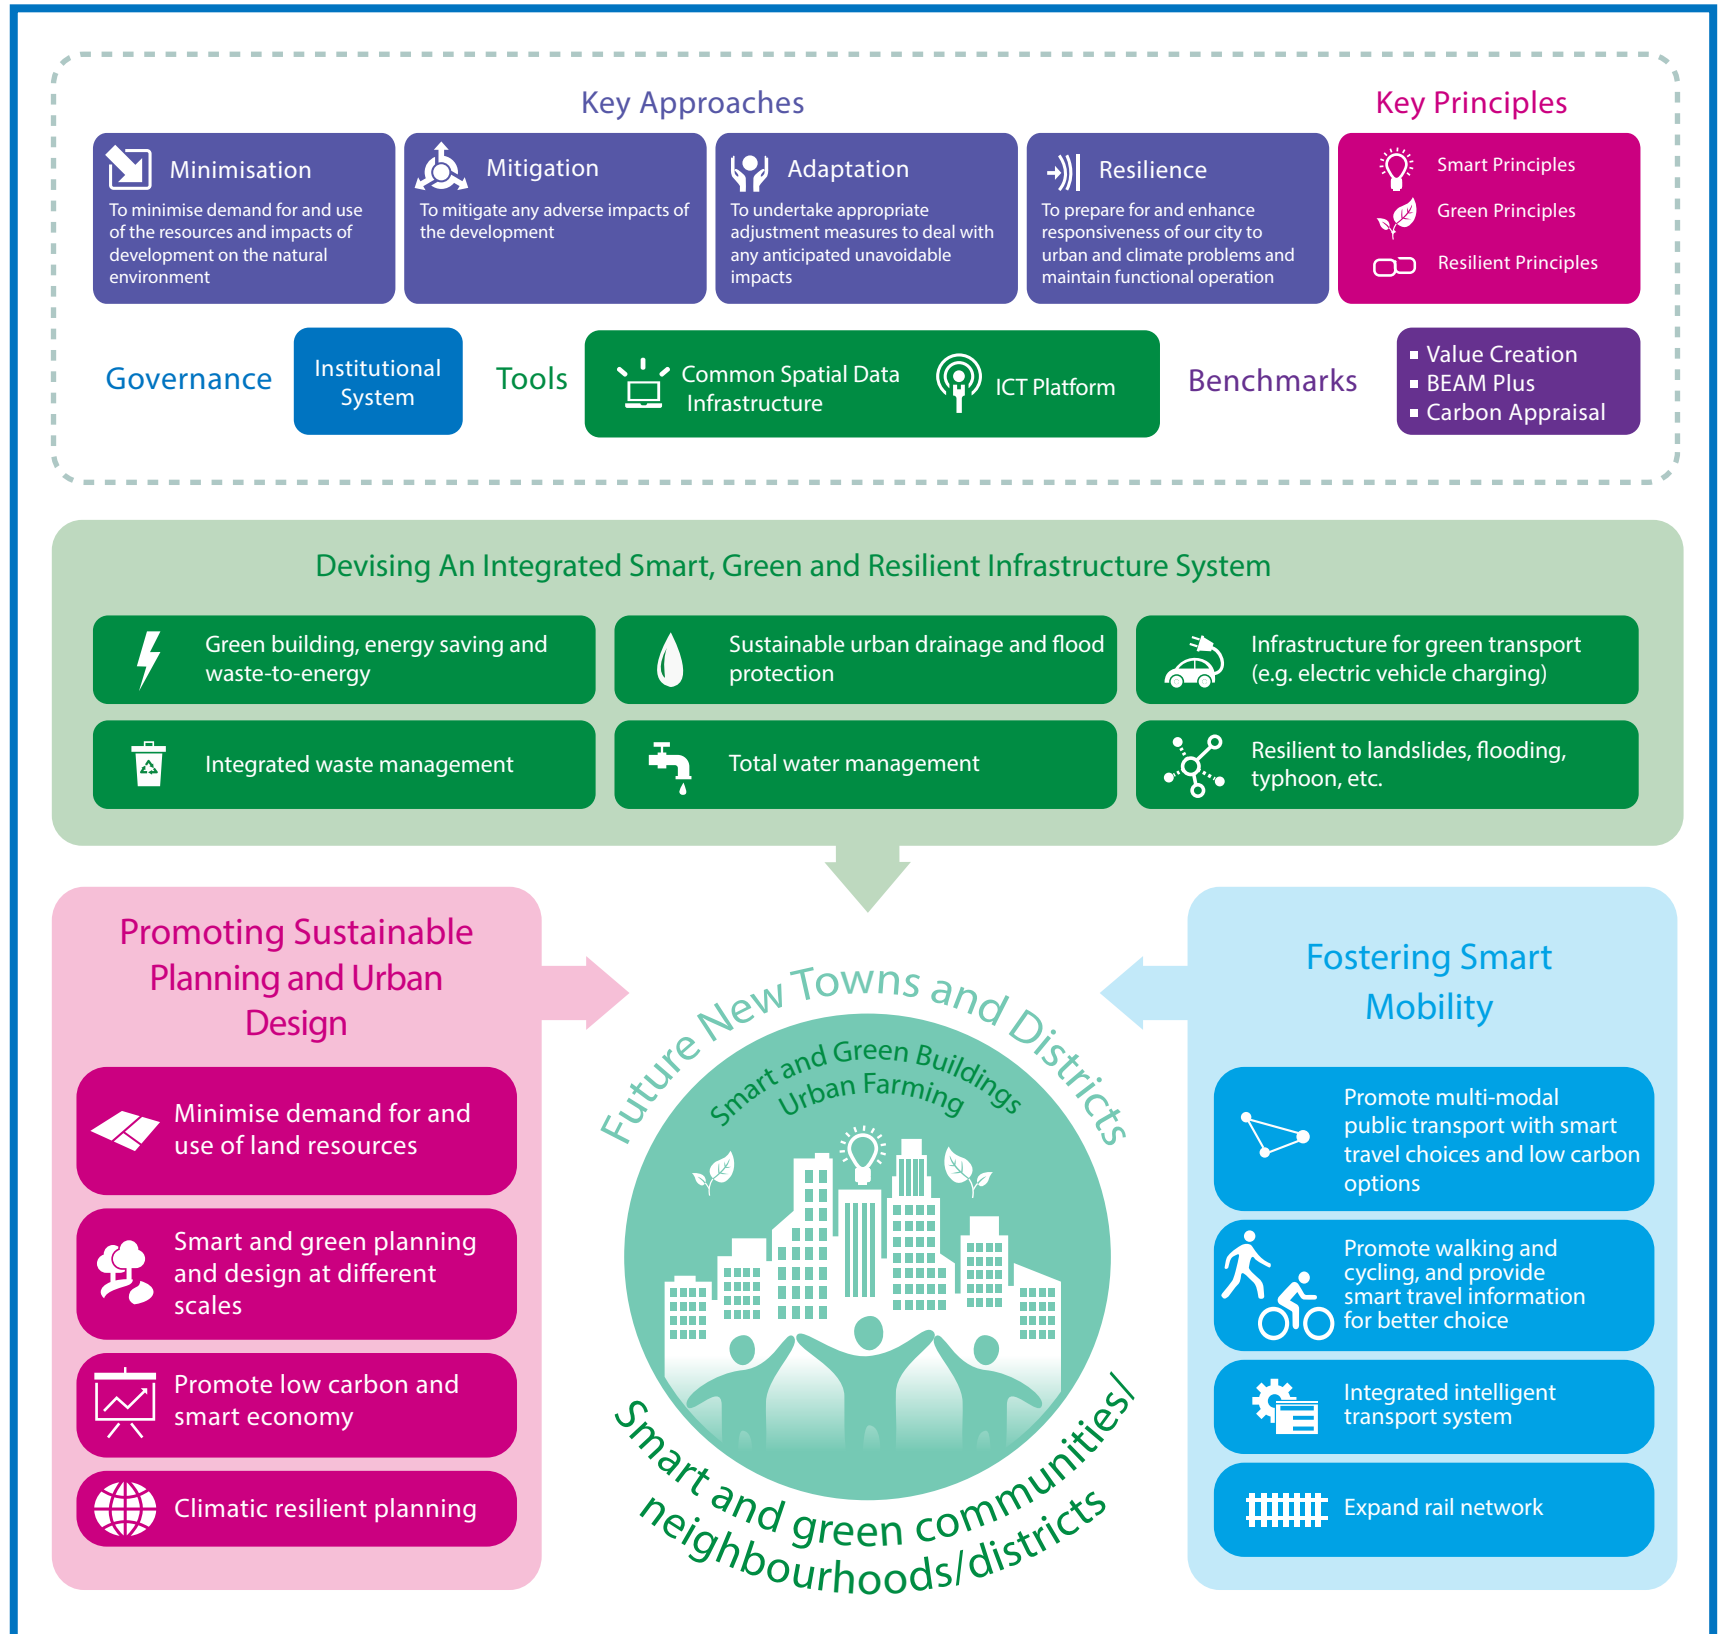 Key Approaches
Key Principles
Minimisation
To minimise demand for and use
of the resources and impacts of
development on the natural
environment
Mitigation
To mitigate any adverse impacts of
the development
Adaptation
To undertake appropriate
adjustment measures to deal with
any anticipated unavoidable
impacts
Resilience
To prepare for and enhance
responsiveness of our city to
urban and climate problems and
maintain functional operation
Smart Principles
Green Principles
Resilient Principles
Governance
Institutional
System
Tools
Common Spatial Data
Infrastructure
ICT Platform
Benchmarks
Value Creation
BEAM Plus
Carbon Appraisal
Devising An Integrated Smart, Green and Resilient Infrastructure System
Green building, energy saving and
waste-to-energy
Sustainable urban drainage and flood
protection
Infrastructure for green transport
(e.g. electric vehicle charging)
Integrated waste management
Total water management
Resilient to landslides, flooding,
typhoon, etc.
Promoting Sustainable
Planning and Urban
Design
Minimise demand for and
use of land resources
Smart and green planning
and design at different
scales
Promote low carbon and
smart economy
Climatic resilient planning
Future New Towns and Districts
Smart and Green Buildings
Urban Farming
Smart and green communities/
neighbourhoods/districts
Fostering Smart
Mobility
Promote multi-modal
public transport with smart
travel choices and low carbon
options
Promote walking and
cycling, and provide
smart travel information
for better choice
Integrated intelligent
transport system
Expand rail network